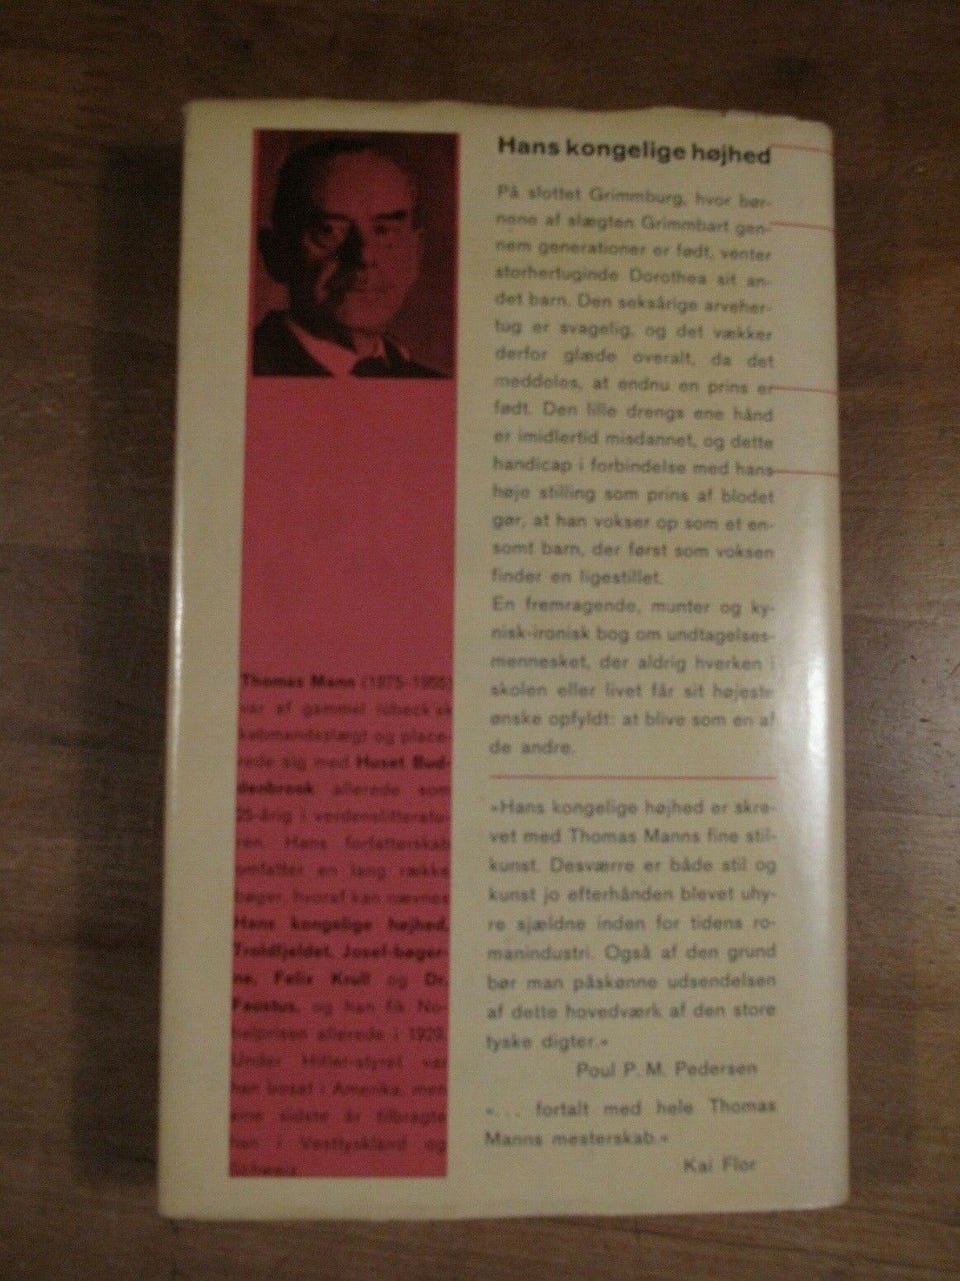 Hans kongelige højhed
På slottet Grimmburg, hvor bør-
nene af slægten Grimmbart gen-
nem generationer er født, venter
storhertuginde Dorothea sit an-
det barn. Den seksårige arveher-
tug er svagelig, og det vækker
derfor glæde overalt, da det
meddeles, at endnu en prins er
født. Den lille drengs ene hånd
er imidlertid misdannet, og dette
handicap i forbindelse med hans
høje stilling som prins af blodet
gør, at han vokser op som et en-
somt barn, der først som voksen
finder en ligestillet.
En fremragende, munter og ky-
nisk-ironisk bog om undtagelses-
mennesket, der aldrig hverken i
skolen eller livet får sit højeste
ønske opfyldt: at blive som en af
de andre.
»Hans kongelige højhed er skre-
vet med Thomas Manns fine stil-
kunst. Desværre er både stil og
kunst jo efterhånden blevet uhy-
re sjældne inden for tidens ro-
manindustri. Også af den grund
bør man påskønne udsendelsen
af dette hovedværk af den store
tyske digter.«
Poul P. M. Pedersen
». . . fortalt med hele Thomas
Manns mesterskab.«
Kai Flor
Thomas Mann (1875-1955)
var af gammel lübeck'sk
købmandsslægt og place-
rede sig med Huset Bud-
denbrook allerede som
25-årig i verdenslitteratu-
ren. Hans forfatterskab
omfatter en lang række
bøger, hvoraf kan nævnes
Hans kongelige højhed,
Troldfjeldet, Josef-bøger-
ne, Felix Krull og Dr.
Faustus, og han fik No-
belprisen allerede i 1929.
Under Hitler-styret var
han bosat i Amerika, men
sine sidste år tilbragte
han i Vesttyskland og
Schweiz.